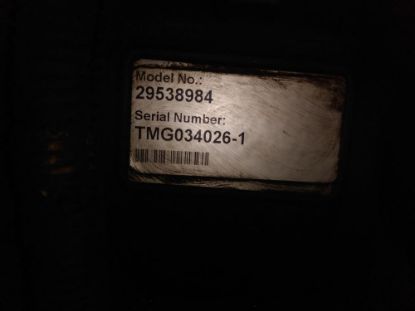 Model No.:
29538984
Serial Number:
TMG034026-1